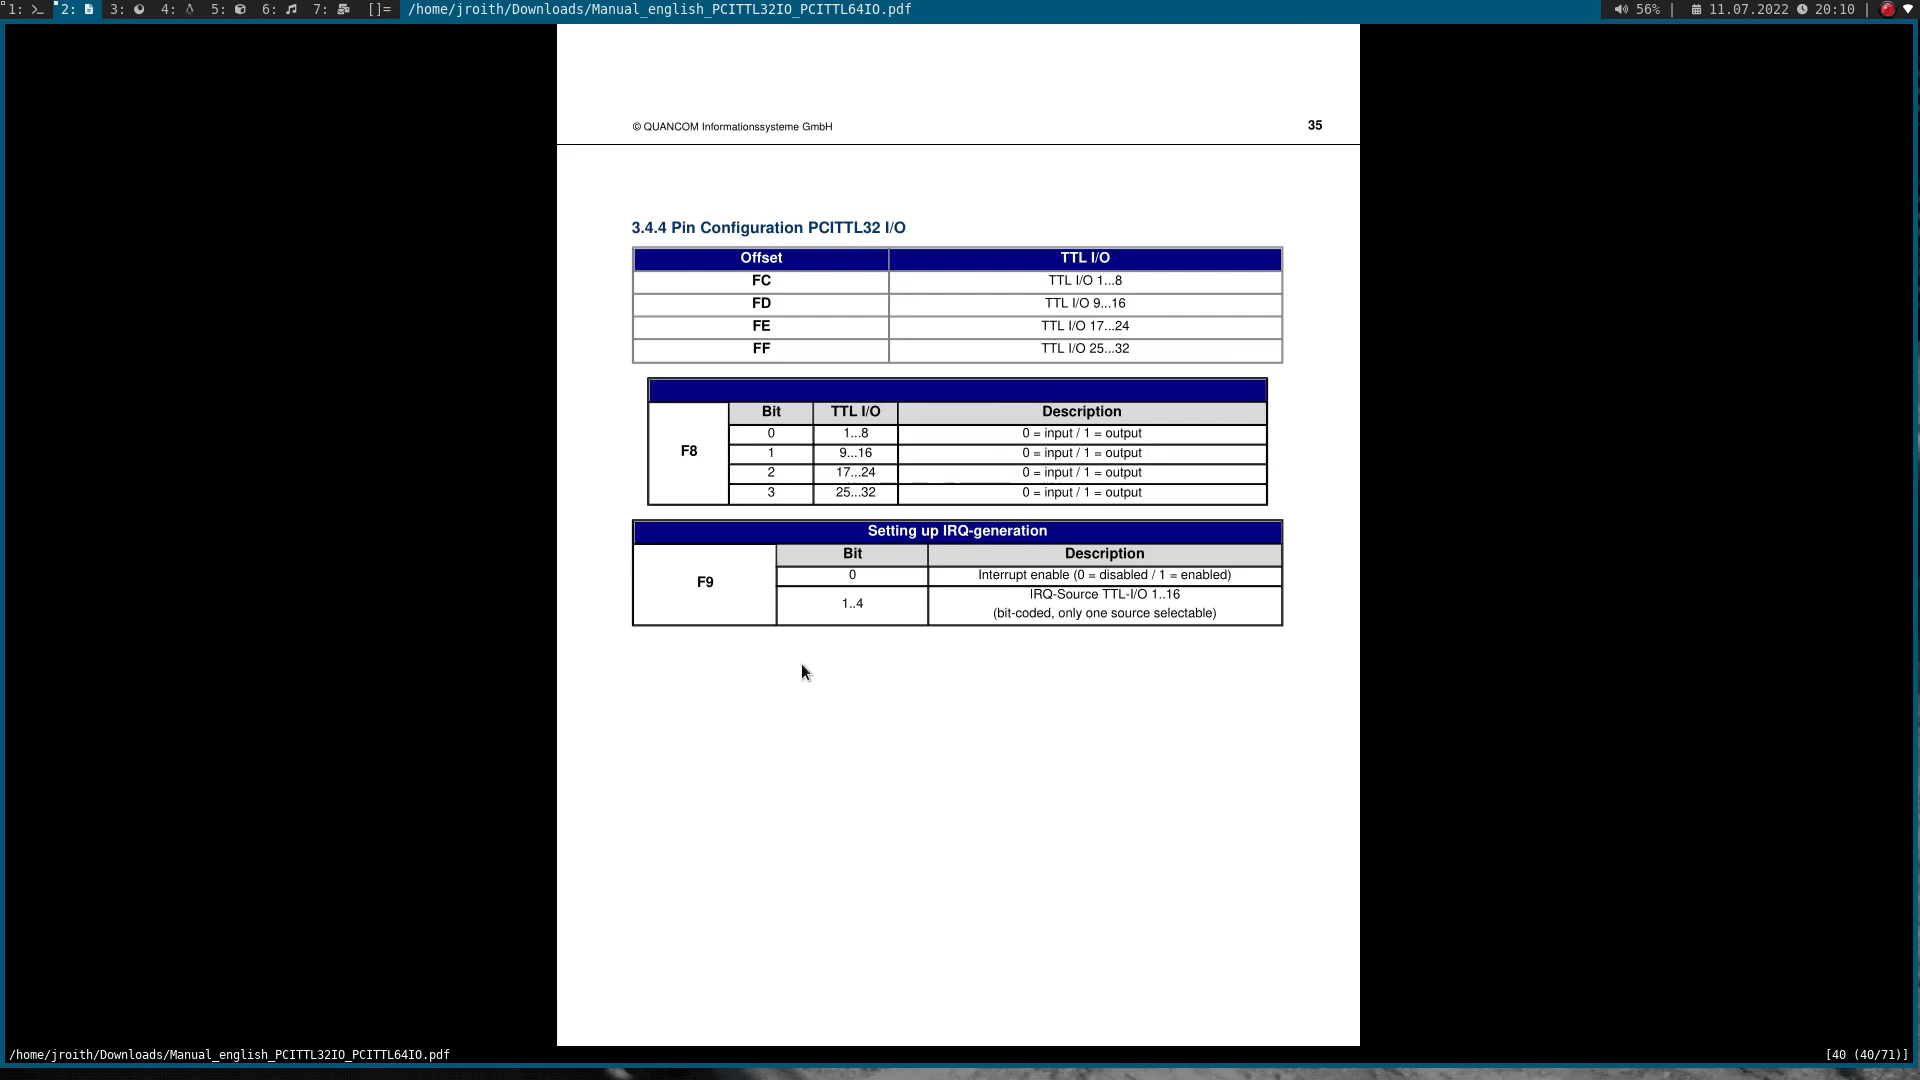 1: 2: 3: 4: 5: 6: 7: []= /home/jroith/Downloads/Manual_english_PCITTL32IO_PCITTL64IO.pdf 56% | 11.07.2022 20:10 |
© QUANCOM Informationssysteme GmbH 35
3.4.4 Pin Configuration PCITTL32 I/O
Offset TTL I/O
FC TTL I/O 1...8
FD TTL I/O 9...16
FE TTL I/O 17...24
FF TTL I/O 25...32
Bit TTL I/O Description
0 1...8 0 = input / 1 = output
F8
1 9...16 0 = input / 1 = output
2 17...24 0 = input / 1 = output
3 25...32 0 = input / 1 = output
Setting up IRQ-generation
Bit Description
F9
0 Interrupt enable (0 = disabled / 1 = enabled)
1..4 IRQ-Source TTL-I/O 1..16
(bit-coded, only one source selectable)
/home/jroith/Downloads/Manual_english_PCITTL32IO_PCITTL64IO.pdf [40 (40/71)]